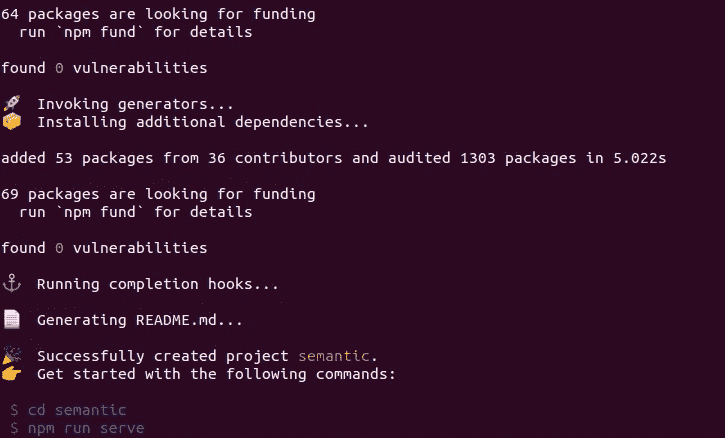 64 packages are looking for funding
run `npm fund` for details
found 0 vulnerabilities
🚀 Invoking generators...
📦 Installing additional dependencies...
added 53 packages from 36 contributors and audited 1303 packages in 5.022s
69 packages are looking for funding
run `npm fund` for details
found 0 vulnerabilities
⚓ Running completion hooks...
📄 Generating README.md...
🎉 Successfully created project semantic.
👉 Get started with the following commands:
$ cd semantic
$ npm run serve